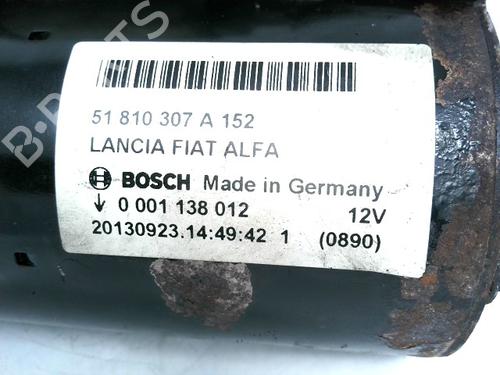 B-PARTS
51 810 307 A 152
LANCIA FIAT ALFA
BOSCH Made in Germany
0 001 138 012 12V
20130923.14:49:42 1 (0890)